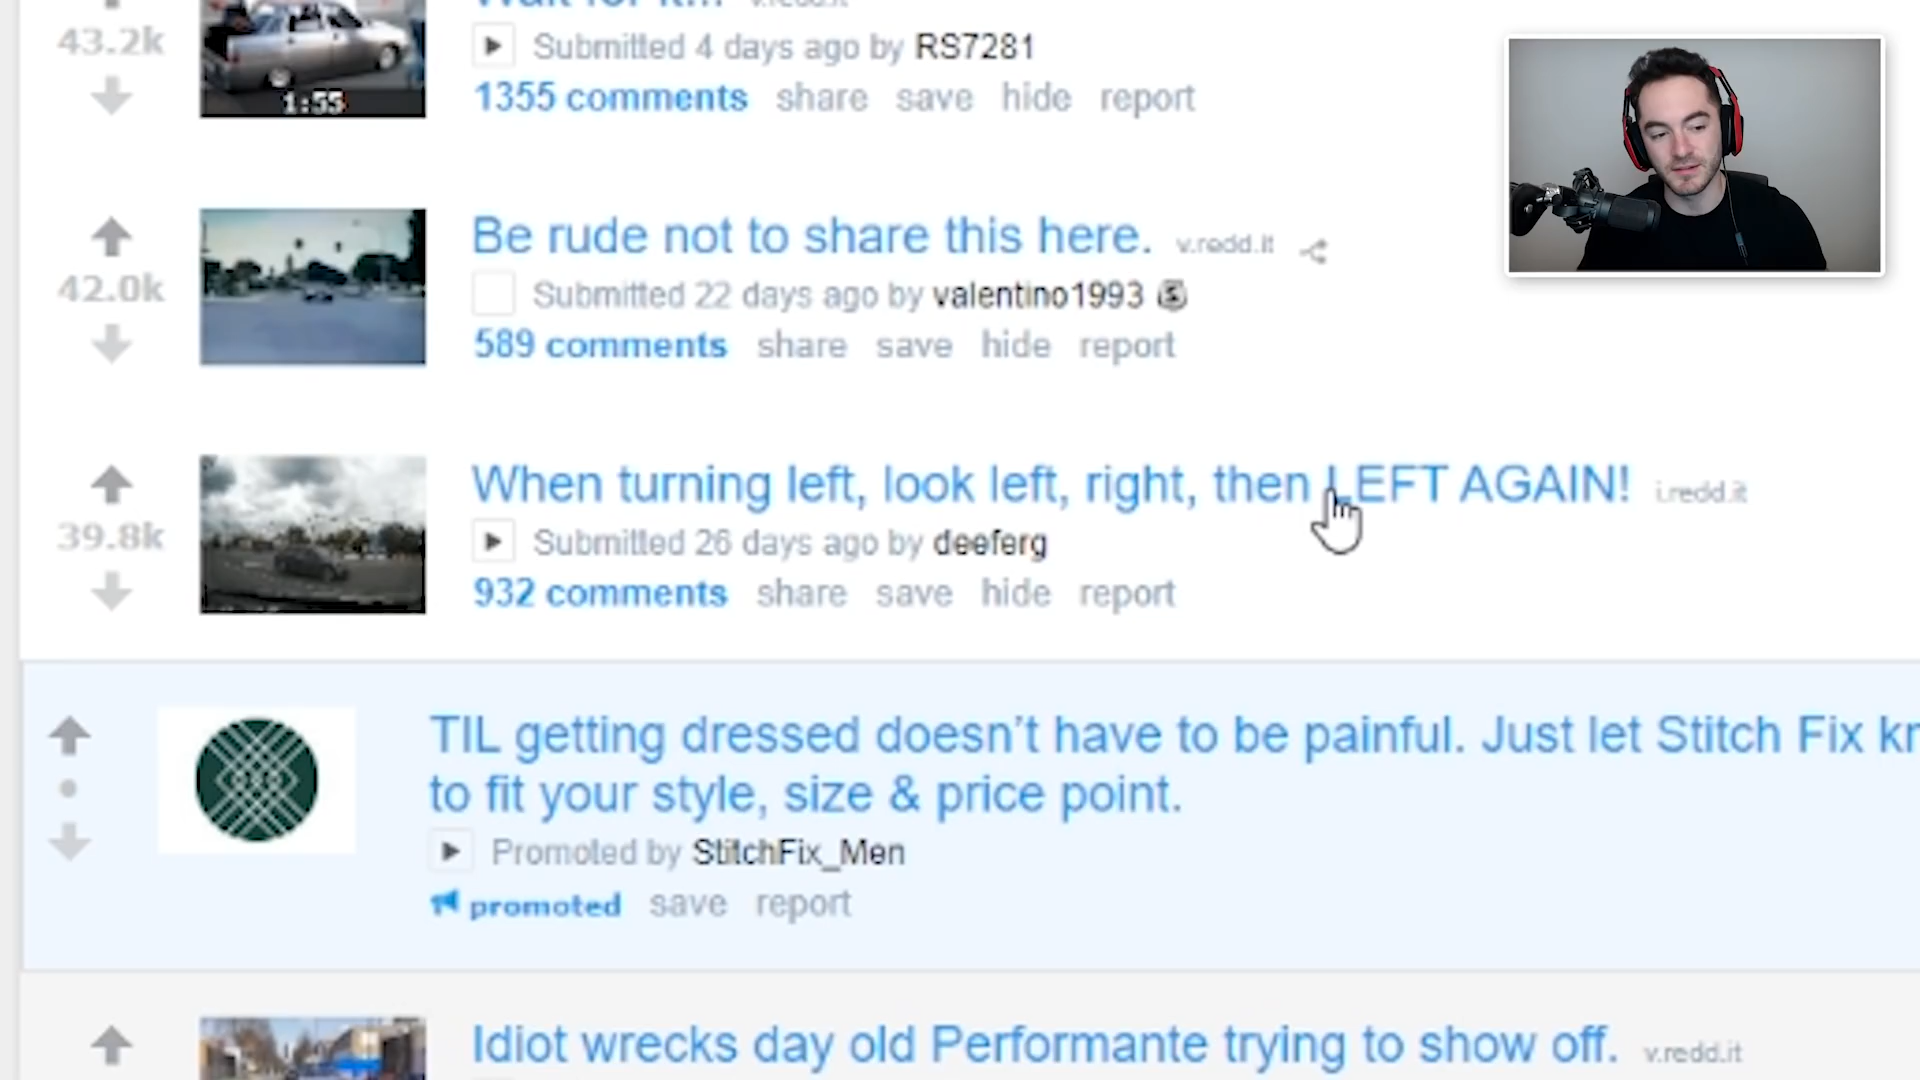 43.2k
Wait for it... v.redd.it
Submitted 4 days ago by RS7281
1:55
1355 comments share save hide report
Be rude not to share this here. v.redd.it
42.0k
Submitted 22 days ago by valentino1993
589 comments share save hide report
When turning left, look left, right, then LEFT AGAIN! i.redd.it
39.8k
Submitted 26 days ago by deeferg
932 comments share save hide report
TIL getting dressed doesn't have to be painful. Just let Stitch Fix kn
to fit your style, size & price point.
Promoted by StitchFix_Men
promoted save report
Idiot wrecks day old Performante trying to show off. v.redd.it